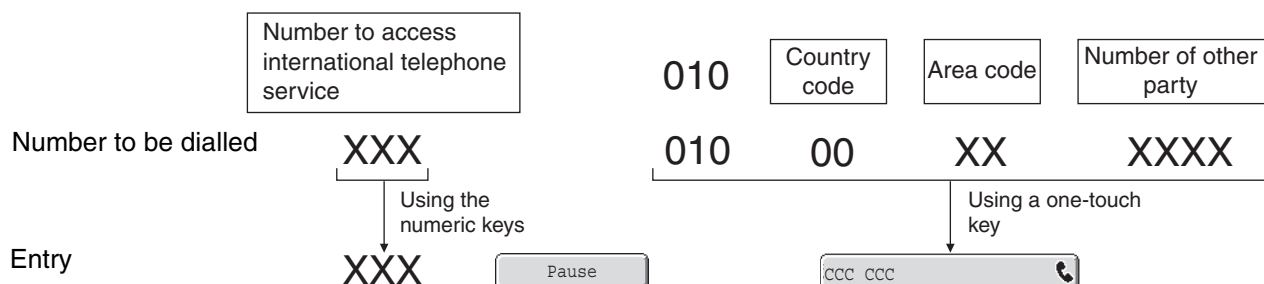 Number to access
international telephone
service
010
Country
code
Area code
Number of other
party
Number to be dialled
XXX
010
00
XX
XXXX
Using the
numeric keys
Using a one-touch
key
Entry
XXX
Pause
ccc ccc